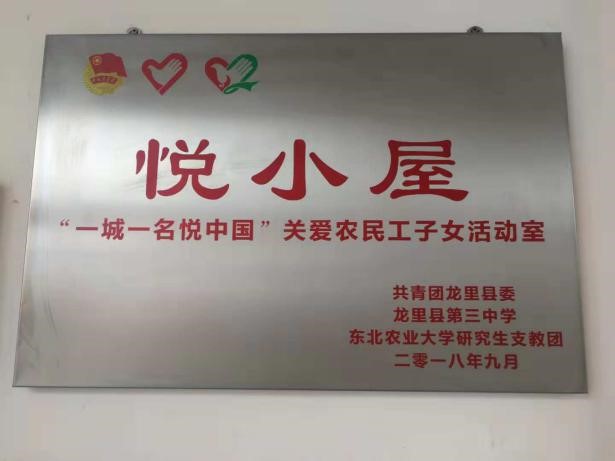 悦小屋
“一城一名悦中国”关爱农民工子女活动室
共青团龙里县委
龙里县第三中学
东北农业大学研究生支教团
二零一八年九月